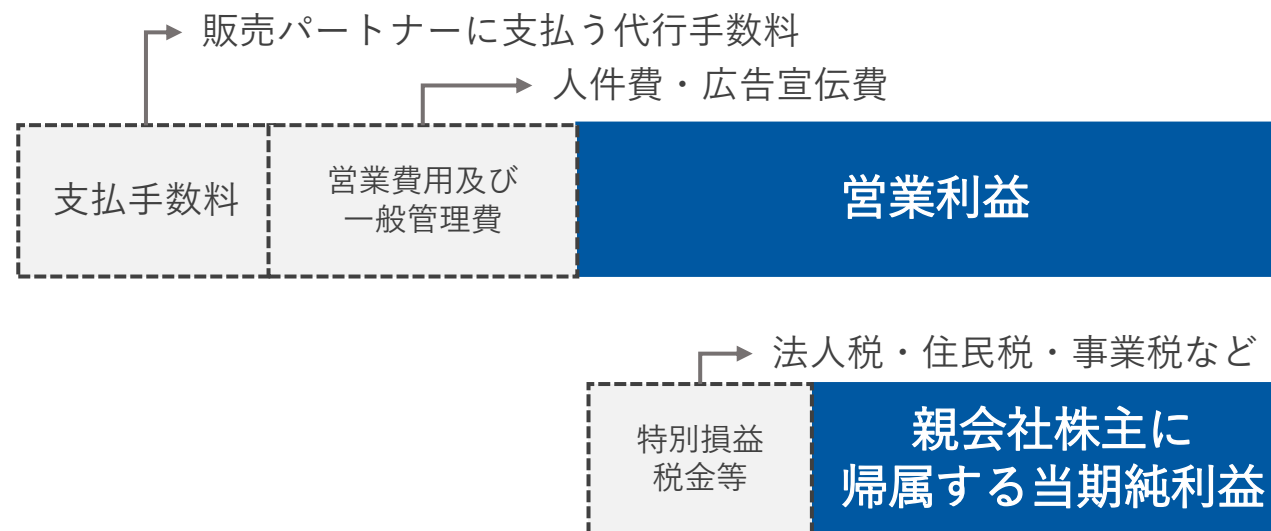 販売パートナーに支払う代行手数料
人件費・広告宣伝費
支払手数料
営業費用及び
一般管理費
営業利益
法人税・住民税・事業税など
特別損益
税金等
親会社株主に
帰属する当期純利益